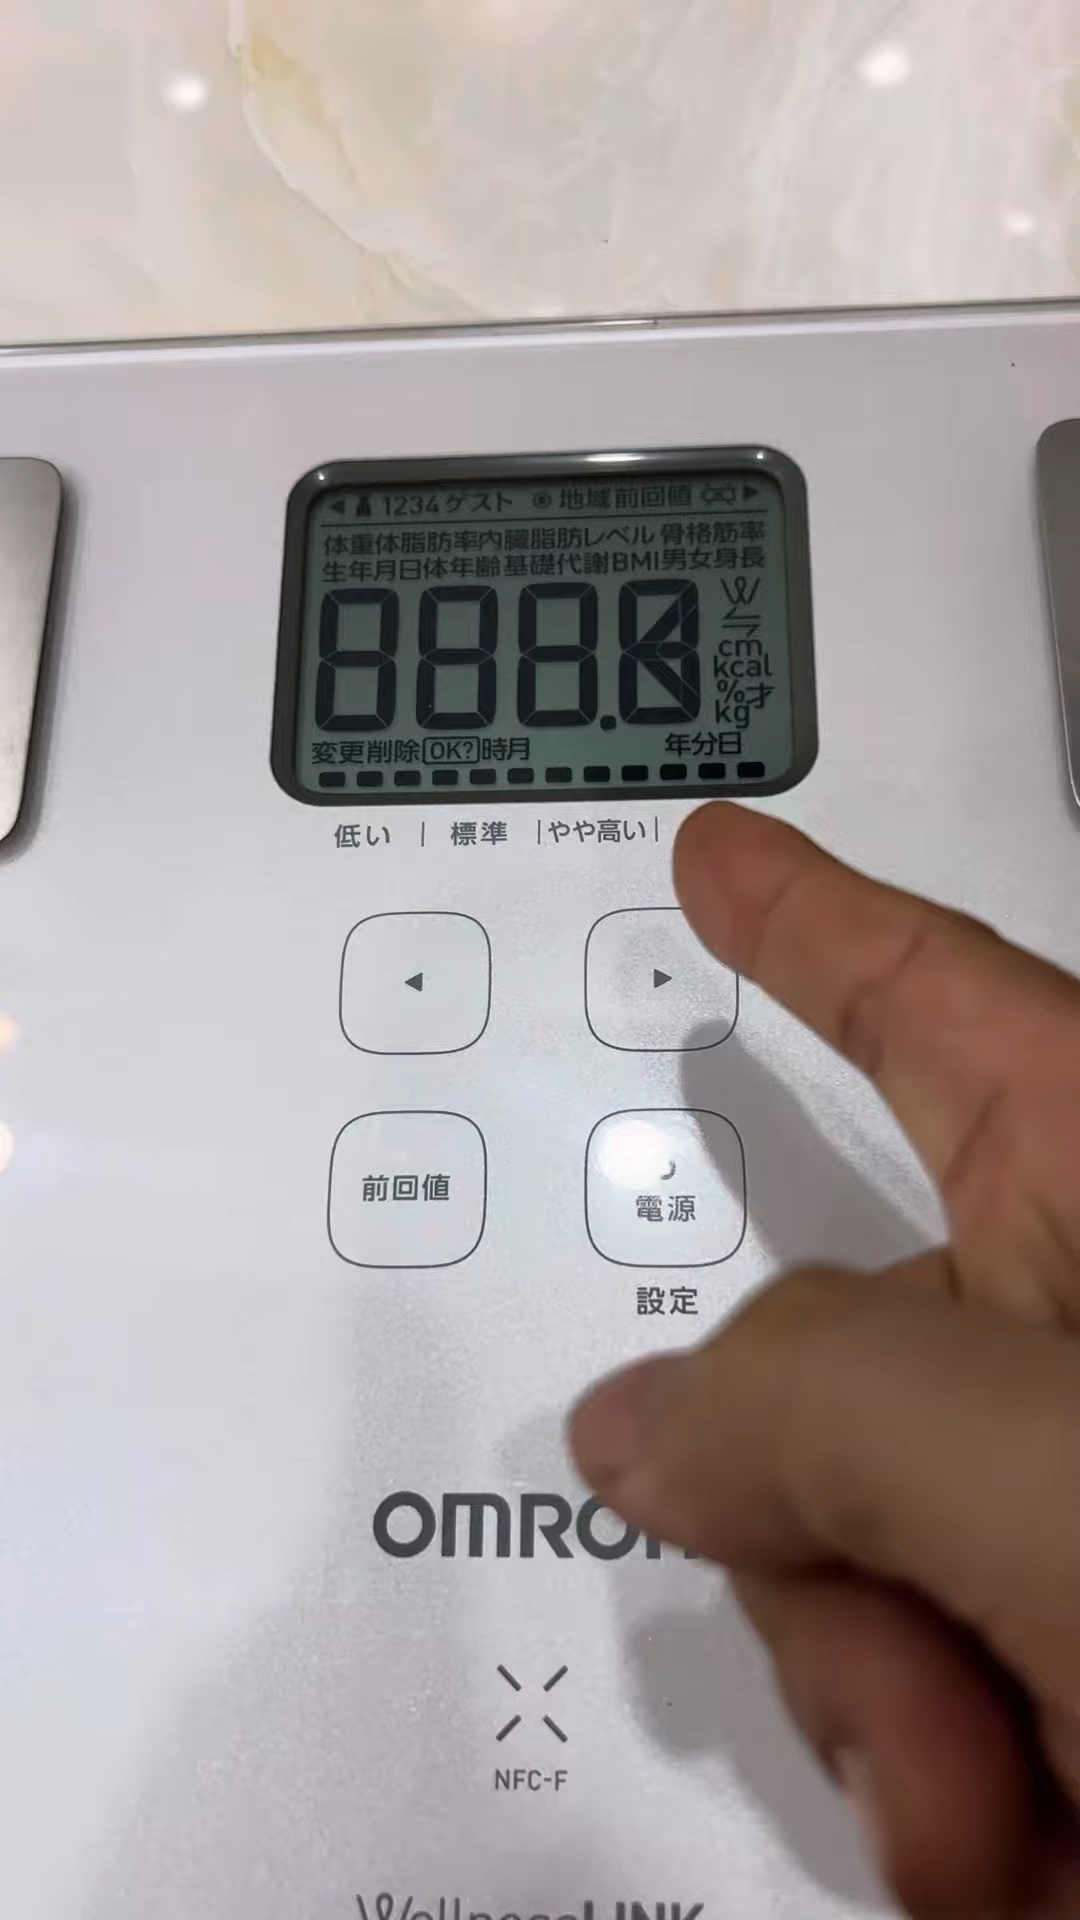 1234ゲスト 地域前回値
体重体脂肪率内臓脂肪レベル骨格筋率
生年月日体年齢基礎代謝BMI男女身長
888.8
W
cm
kcal
%才
kg
変更削除OK?時月 年分日
低い | 標準 | やや高い |
前回値
電源
設定
OMRON
NFC-F
WellnessLINK